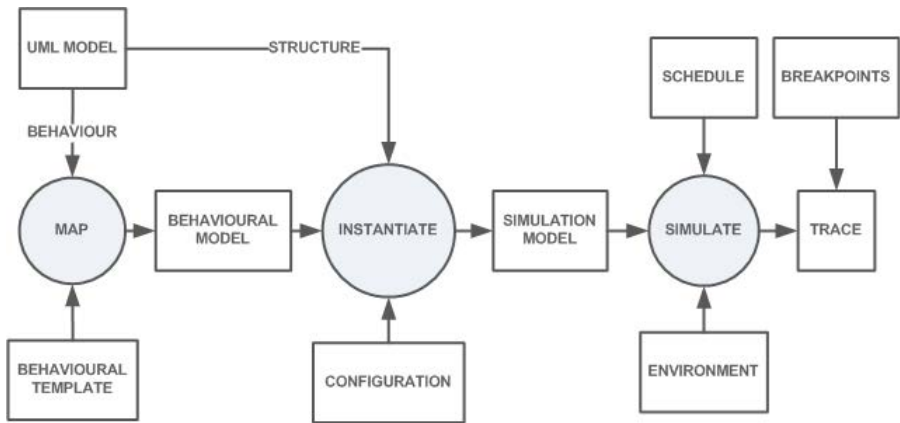 UML MODEL
STRUCTURE
SCHEDULE
BREAKPOINTS
BEHAVIOUR
MAP
BEHAVIOURAL
MODEL
INSTANTIATE
SIMULATION
MODEL
SIMULATE
TRACE
BEHAVIOURAL
TEMPLATE
CONFIGURATION
ENVIRONMENT